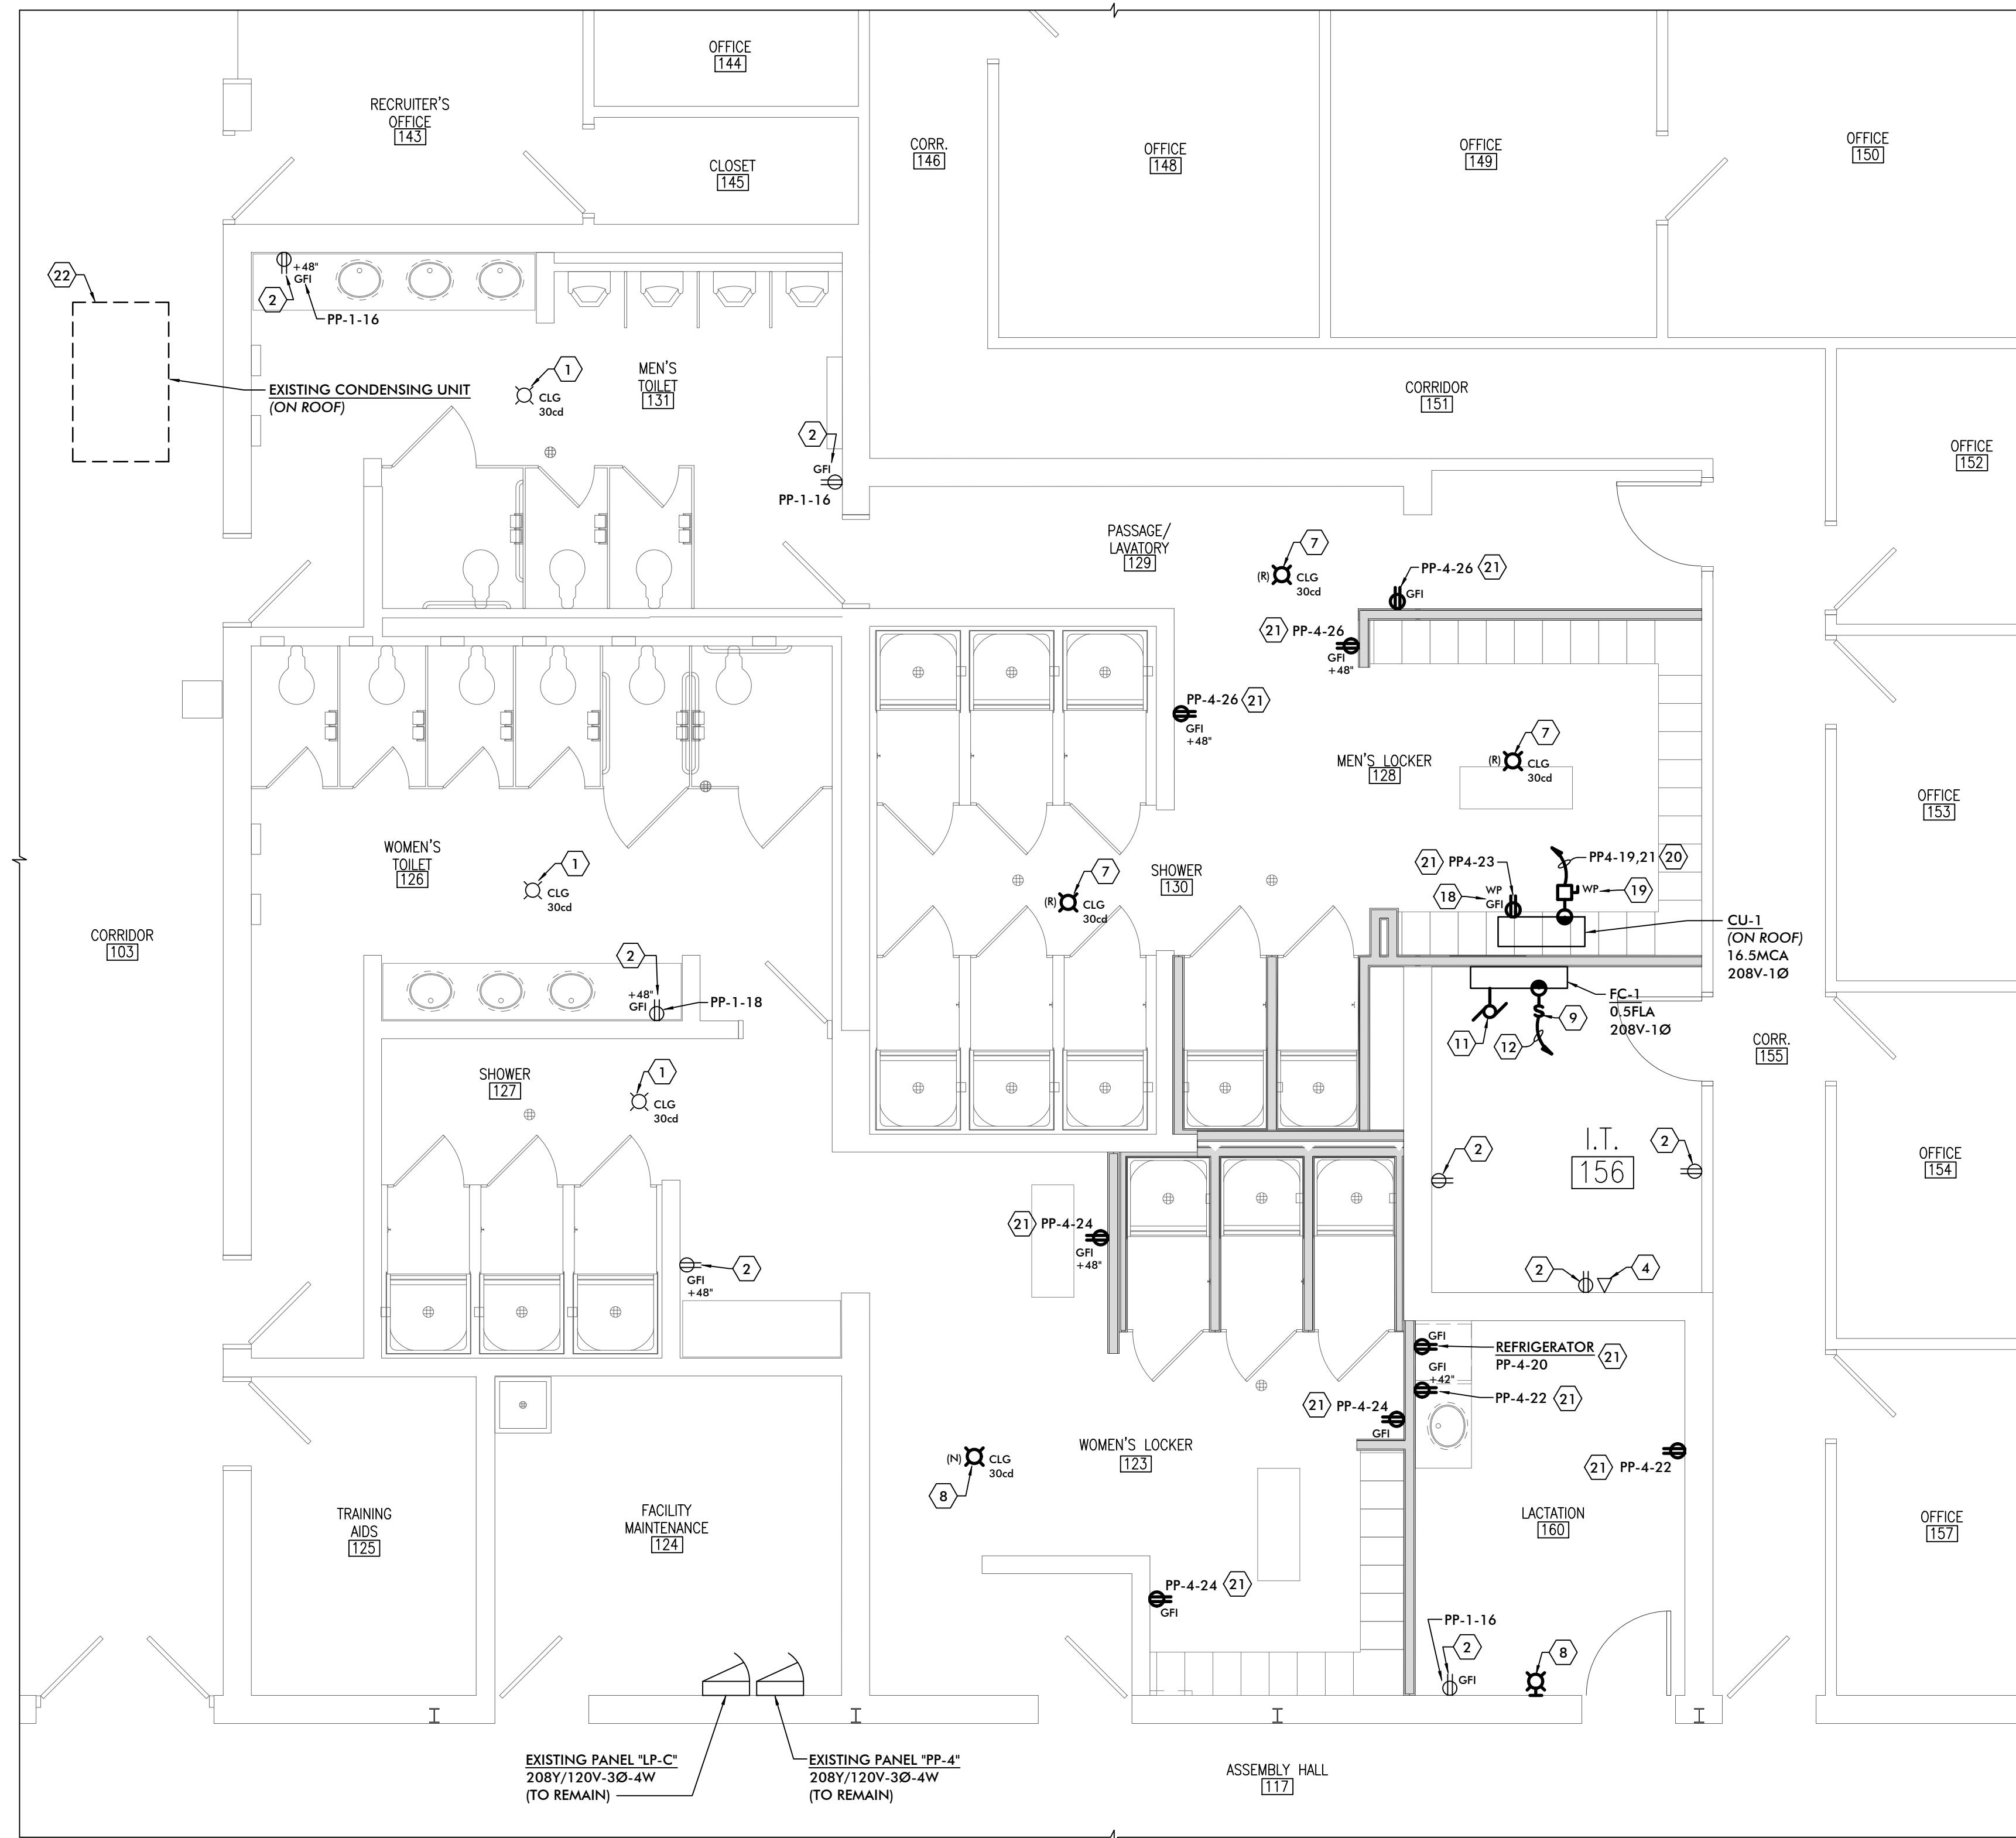 OFFICE
144
RECRUITER'S
OFFICE
143
CORR.
146
OFFICE
148
OFFICE
149
OFFICE
150
CLOSET
145
22
+48"
GFI
2
PP-1-16
EXISTING CONDENSING UNIT
(ON ROOF)
1
CLG
30cd
MEN'S
TOILET
131
2
GFI
PP-1-16
CORRIDOR
151
OFFICE
152
PASSAGE/
LAVATORY
129
7
(R)
CLG
30cd
PP-4-26
21
GFI
21
PP-4-26
GFI
+48"
PP-4-26
21
GFI
+48"
MEN'S LOCKER
128
7
(R)
CLG
30cd
OFFICE
153
WOMEN'S
TOILET
126
1
CLG
30cd
7
(R)
CLG
30cd
SHOWER
130
21
PP4-23
PP4-19,21
20
18
WP
GFI
WP
19
CU-1
(ON ROOF)
16.5MCA
208V-1Ø
CORRIDOR
103
2
+48"
GFI
PP-1-18
FC-1
0.5FLA
208V-1Ø
9
11
12
CORR.
155
SHOWER
127
1
CLG
30cd
I.T.
156
2
2
OFFICE
154
21
PP-4-24
GFI
+48"
2
GFI
+48"
2
4
GFI
REFRIGERATOR
PP-4-20
21
GFI
+42"
PP-4-22
21
21
PP-4-24
GFI
WOMEN'S LOCKER
123
(N)
CLG
30cd
8
21
PP-4-22
TRAINING
AIDS
125
FACILITY
MAINTENANCE
124
LACTATION
160
OFFICE
157
PP-4-24
21
GFI
PP-1-16
2
GFI
8
EXISTING PANEL "LP-C"
208Y/120V-3Ø-4W
(TO REMAIN)
EXISTING PANEL "PP-4"
208Y/120V-3Ø-4W
(TO REMAIN)
ASSEMBLY HALL
117